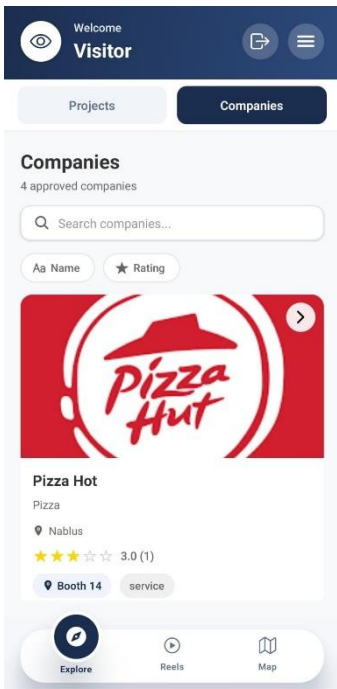 Welcome
Visitor
Projects
Companies
Companies
4 approved companies
Search companies...
Aa Name
Rating
Pizza
Hut
Pizza Hot
Pizza
Nablus
3.0 (1)
Booth 14
service
Explore
Reels
Map